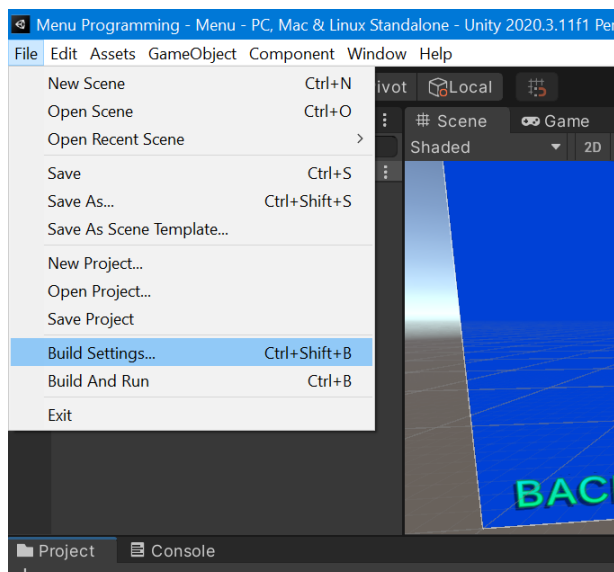 Menu Programming - Menu - PC, Mac & Linux Standalone - Unity 2020.3.11f1
File Edit Assets GameObject Component Window Help
Local
New Scene Ctrl+N
Open Scene Ctrl+O
Open Recent Scene >
Save Ctrl+S
Save As... Ctrl+Shift+S
Save As Scene Template...
New Project...
Open Project...
Save Project
Build Settings... Ctrl+Shift+B
Build And Run Ctrl+B
Exit
# Scene Game
Shaded 2D
Project Console